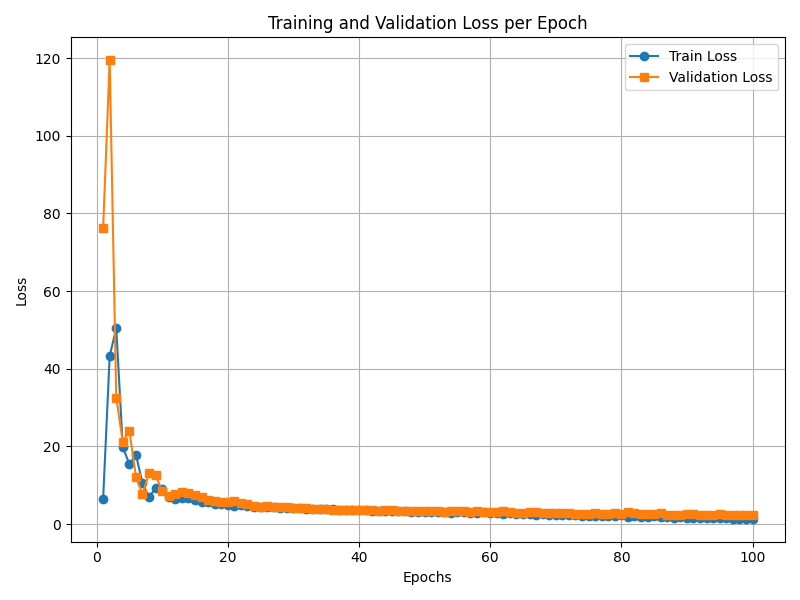 Training and Validation Loss per Epoch
Train Loss
Validation Loss
Loss
120
100
80
60
40
20
0
0 20 40 60 80 100
Epochs